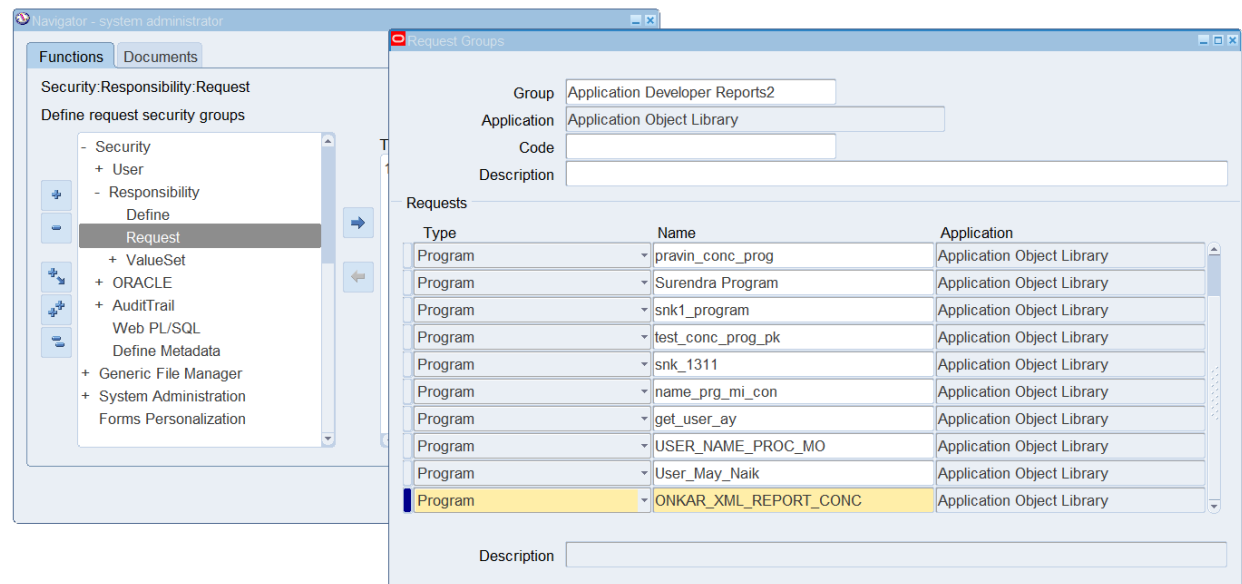 Navigator - system administrator
Functions
Documents
Security:Responsibility:Request
Define request security groups
- Security
+ User
- Responsibility
Define
Request
+ ValueSet
+ ORACLE
+ AuditTrail
Web PL/SQL
Define Metadata
+ Generic File Manager
+ System Administration
Forms Personalization
Request Groups
Group Application Developer Reports2
Application Application Object Library
Code
Description
Requests
Type Name Application
Program pravin_conc_prog Application Object Library
Program Surendra Program Application Object Library
Program snk1_program Application Object Library
Program test_conc_prog_pk Application Object Library
Program snk_1311 Application Object Library
Program name_prg_mi_con Application Object Library
Program get_user_ay Application Object Library
Program USER_NAME_PROC_MO Application Object Library
Program User_May_Naik Application Object Library
Program ONKAR_XML_REPORT_CONC Application Object Library
Description